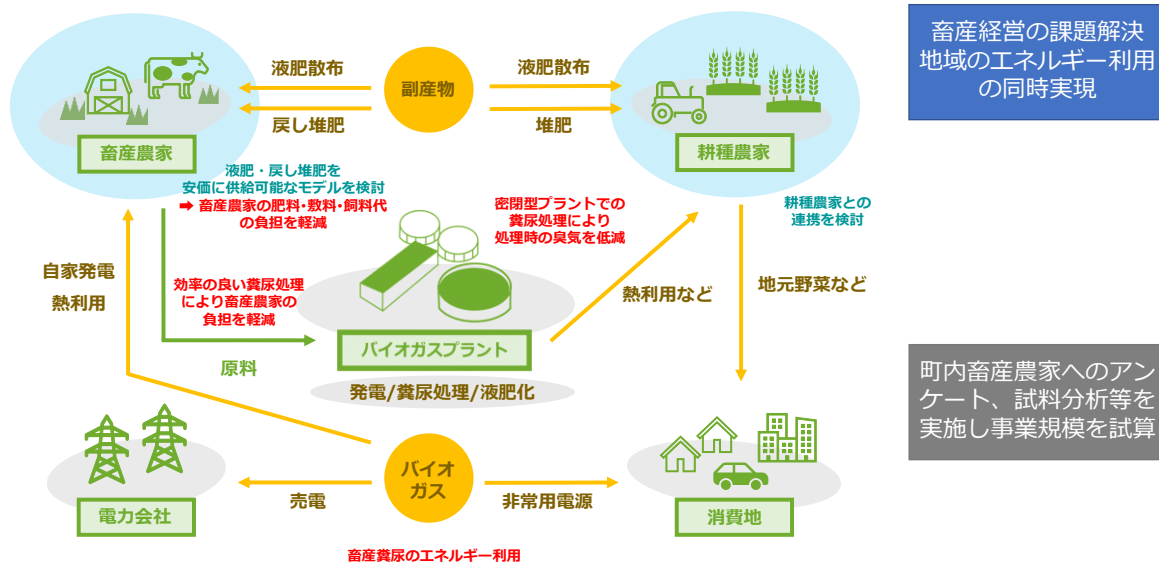 畜産経営の課題解決
地域のエネルギー利用
の同時実現
液肥散布
副産物
液肥散布
戻し堆肥
堆肥
畜産農家
耕種農家
液肥・戻し堆肥を
安価に供給可能なモデルを検討
➡ 畜産農家の肥料・敷料・飼料代
の負担を軽減
密閉型プラントでの
糞尿処理により
処理時の臭気を低減
耕種農家との
連携を検討
自家発電
熱利用
効率の良い糞尿処理
により畜産農家の
負担を軽減
熱利用など
地元野菜など
バイオガスプラント
原料
発電/糞尿処理/液肥化
町内畜産農家へのアン
ケート、試料分析等を
実施し事業規模を試算
バイオ
ガス
売電
非常用電源
電力会社
消費地
畜産糞尿のエネルギー利用